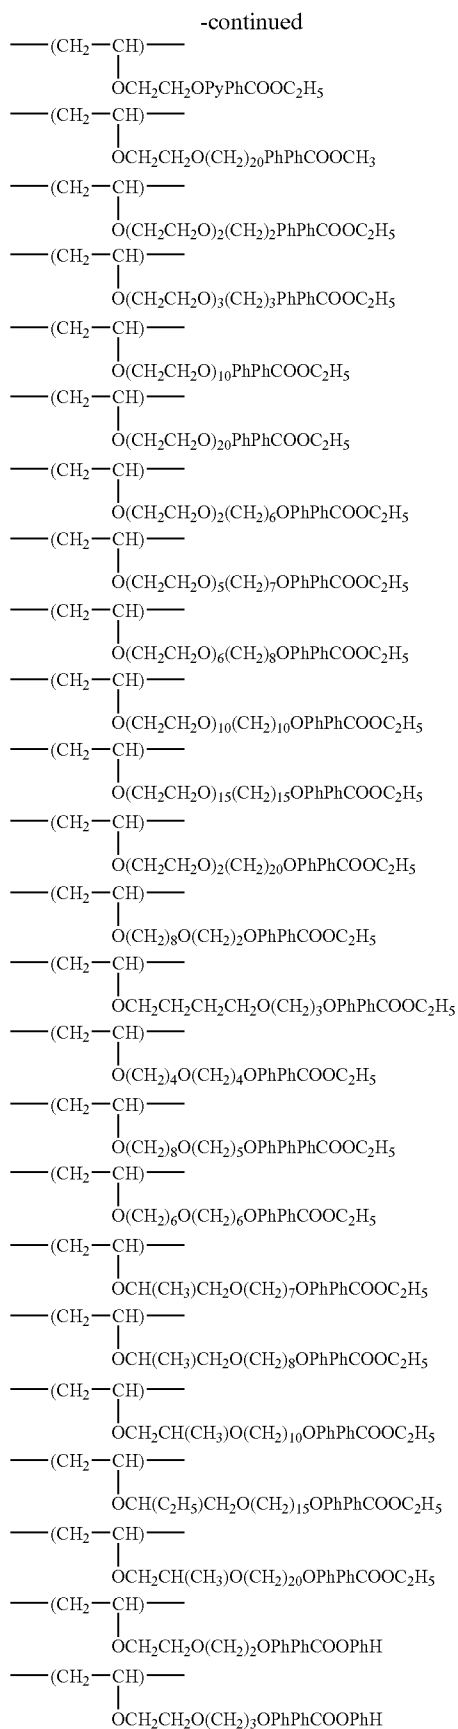 -continued
—(CH₂—CH)—
OCH₂CH₂OPyPhCOOC₂H₅
—(CH₂—CH)—
OCH₂CH₂O(CH₂)₂₀PhPhCOOCH₃
—(CH₂—CH)—
O(CH₂CH₂O)₂(CH₂)₂PhPhCOOC₂H₅
—(CH₂—CH)—
O(CH₂CH₂O)₃(CH₂)₃PhPhCOOC₂H₅
—(CH₂—CH)—
O(CH₂CH₂O)₁₀PhPhCOOC₂H₅
—(CH₂—CH)—
O(CH₂CH₂O)₂₀PhPhCOOC₂H₅
—(CH₂—CH)—
O(CH₂CH₂O)₂(CH₂)₆OPhPhCOOC₂H₅
—(CH₂—CH)—
O(CH₂CH₂O)₅(CH₂)₇OPhPhCOOC₂H₅
—(CH₂—CH)—
O(CH₂CH₂O)₆(CH₂)₈OPhPhCOOC₂H₅
—(CH₂—CH)—
O(CH₂CH₂O)₁₀(CH₂)₁₀OPhPhCOOC₂H₅
—(CH₂—CH)—
O(CH₂CH₂O)₁₅(CH₂)₁₅OPhPhCOOC₂H₅
—(CH₂—CH)—
O(CH₂CH₂O)₂(CH₂)₂₀OPhPhCOOC₂H₅
—(CH₂—CH)—
O(CH₂)₈O(CH₂)₂OPhPhCOOC₂H₅
—(CH₂—CH)—
OCH₂CH₂CH₂CH₂O(CH₂)₃OPhPhCOOC₂H₅
—(CH₂—CH)—
O(CH₂)₄O(CH₂)₄OPhPhCOOC₂H₅
—(CH₂—CH)—
O(CH₂)₈O(CH₂)₅OPhPhPhCOOC₂H₅
—(CH₂—CH)—
O(CH₂)₆O(CH₂)₆OPhPhCOOC₂H₅
—(CH₂—CH)—
OCH(CH₃)CH₂O(CH₂)₇OPhPhCOOC₂H₅
—(CH₂—CH)—
OCH(CH₃)CH₂O(CH₂)₈OPhPhCOOC₂H₅
—(CH₂—CH)—
OCH₂CH(CH₃)O(CH₂)₁₀OPhPhCOOC₂H₅
—(CH₂—CH)—
OCH(C₂H₅)CH₂O(CH₂)₁₅OPhPhCOOC₂H₅
—(CH₂—CH)—
OCH₂CH(CH₃)O(CH₂)₂₀OPhPhCOOC₂H₅
—(CH₂—CH)—
OCH₂CH₂O(CH₂)₂OPhPhCOOPhH
—(CH₂—CH)—
OCH₂CH₂O(CH₂)₃OPhPhCOOPhH